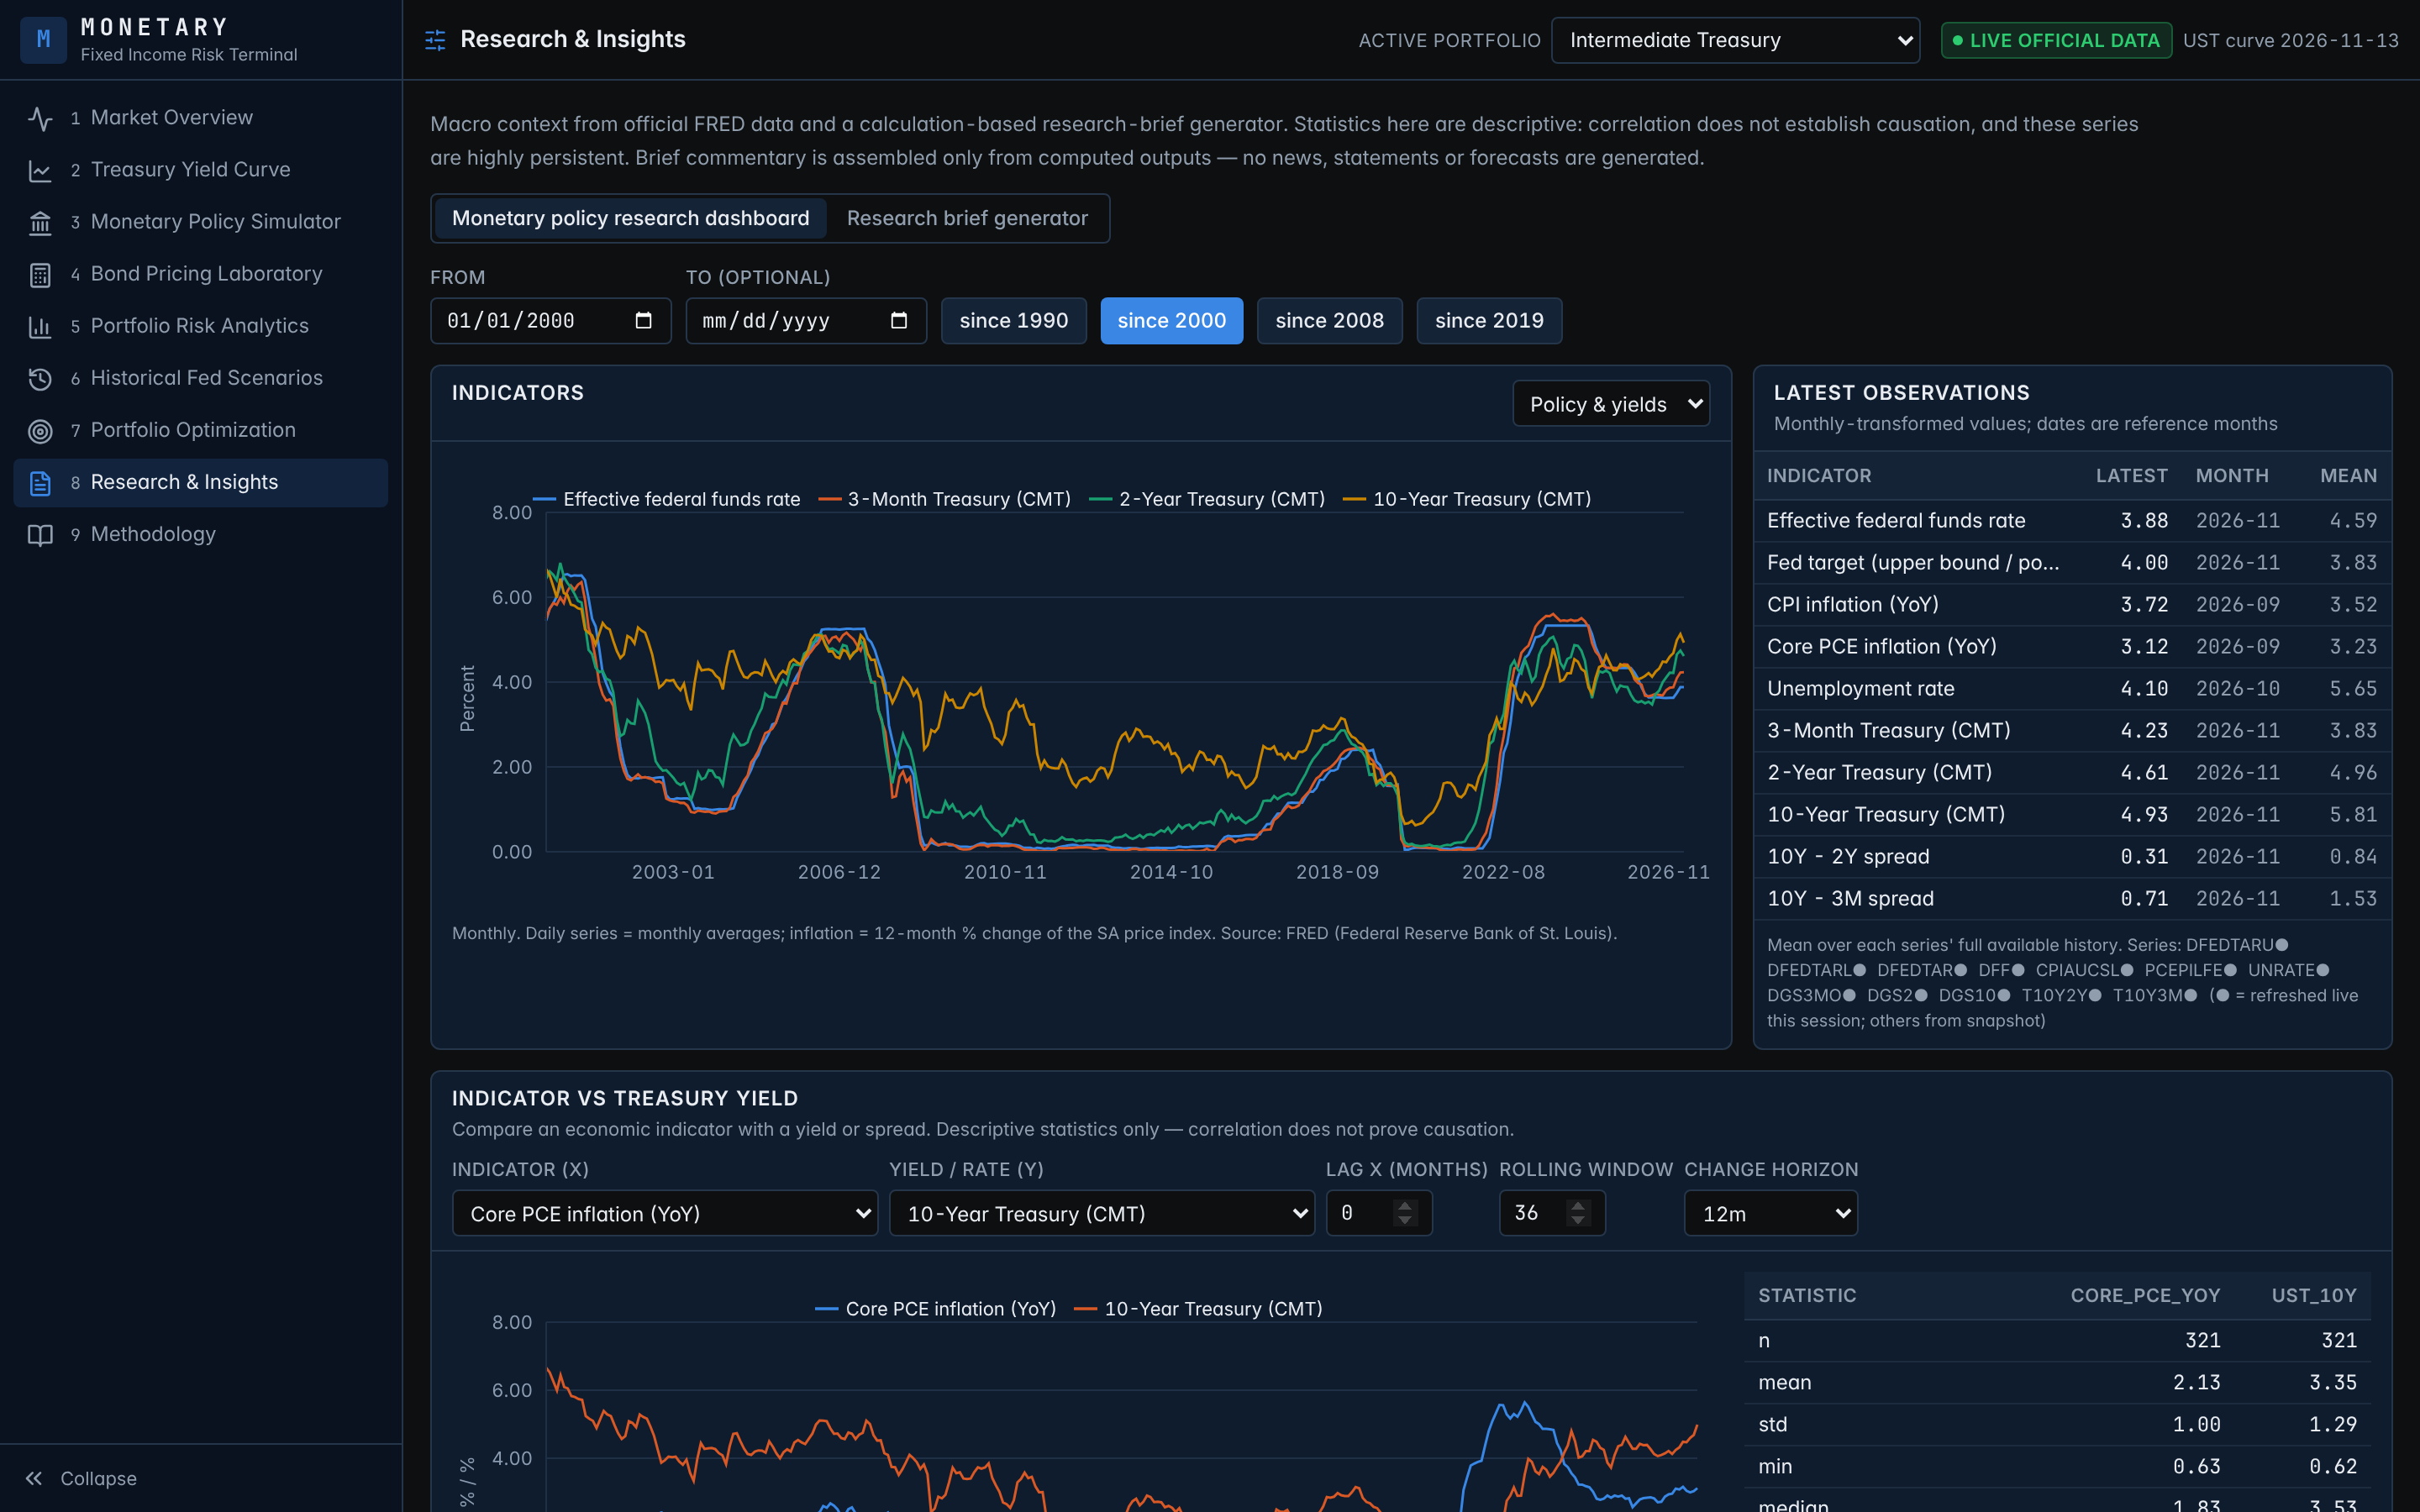 M
MONETARY
Fixed Income Risk Terminal
Research & Insights
ACTIVE PORTFOLIO
Intermediate Treasury
LIVE OFFICIAL DATA
UST curve 2026-11-13
1 Market Overview
2 Treasury Yield Curve
3 Monetary Policy Simulator
4 Bond Pricing Laboratory
5 Portfolio Risk Analytics
6 Historical Fed Scenarios
7 Portfolio Optimization
8 Research & Insights
9 Methodology
Collapse
Macro context from official FRED data and a calculation-based research-brief generator. Statistics here are descriptive: correlation does not establish causation, and these series
are highly persistent. Brief commentary is assembled only from computed outputs — no news, statements or forecasts are generated.
Monetary policy research dashboard
Research brief generator
FROM
TO (OPTIONAL)
01/01/2000
mm/dd/yyyy
since 1990
since 2000
since 2008
since 2019
INDICATORS
Policy & yields
Effective federal funds rate
3-Month Treasury (CMT)
2-Year Treasury (CMT)
10-Year Treasury (CMT)
8.00
6.00
4.00
2.00
0.00
Percent
2003-01
2006-12
2010-11
2014-10
2018-09
2022-08
2026-11
Monthly. Daily series = monthly averages; inflation = 12-month % change of the SA price index. Source: FRED (Federal Reserve Bank of St. Louis).
LATEST OBSERVATIONS
Monthly-transformed values; dates are reference months
INDICATOR LATEST MONTH MEAN
Effective federal funds rate 3.88 2026-11 4.59
Fed target (upper bound / po... 4.00 2026-11 3.83
CPI inflation (YoY) 3.72 2026-09 3.52
Core PCE inflation (YoY) 3.12 2026-09 3.23
Unemployment rate 4.10 2026-10 5.65
3-Month Treasury (CMT) 4.23 2026-11 3.83
2-Year Treasury (CMT) 4.61 2026-11 4.96
10-Year Treasury (CMT) 4.93 2026-11 5.81
10Y - 2Y spread 0.31 2026-11 0.84
10Y - 3M spread 0.71 2026-11 1.53
Mean over each series' full available history. Series: DFEDTARU●
DFEDTARL● DFEDTAR● DFF● CPIAUCSL● PCEPILFE● UNRATE●
DGS3MO● DGS2● DGS10● T10Y2Y● T10Y3M● (● = refreshed live
this session; others from snapshot)
INDICATOR VS TREASURY YIELD
Compare an economic indicator with a yield or spread. Descriptive statistics only — correlation does not prove causation.
INDICATOR (X)
YIELD / RATE (Y)
LAG X (MONTHS)
ROLLING WINDOW
CHANGE HORIZON
Core PCE inflation (YoY)
10-Year Treasury (CMT)
0
36
12m
Core PCE inflation (YoY)
10-Year Treasury (CMT)
8.00
6.00
4.00
% / %
STATISTIC CORE_PCE_YOY UST_10Y
n 321 321
mean 2.13 3.35
std 1.00 1.29
min 0.63 0.62
median 1.83 3.53